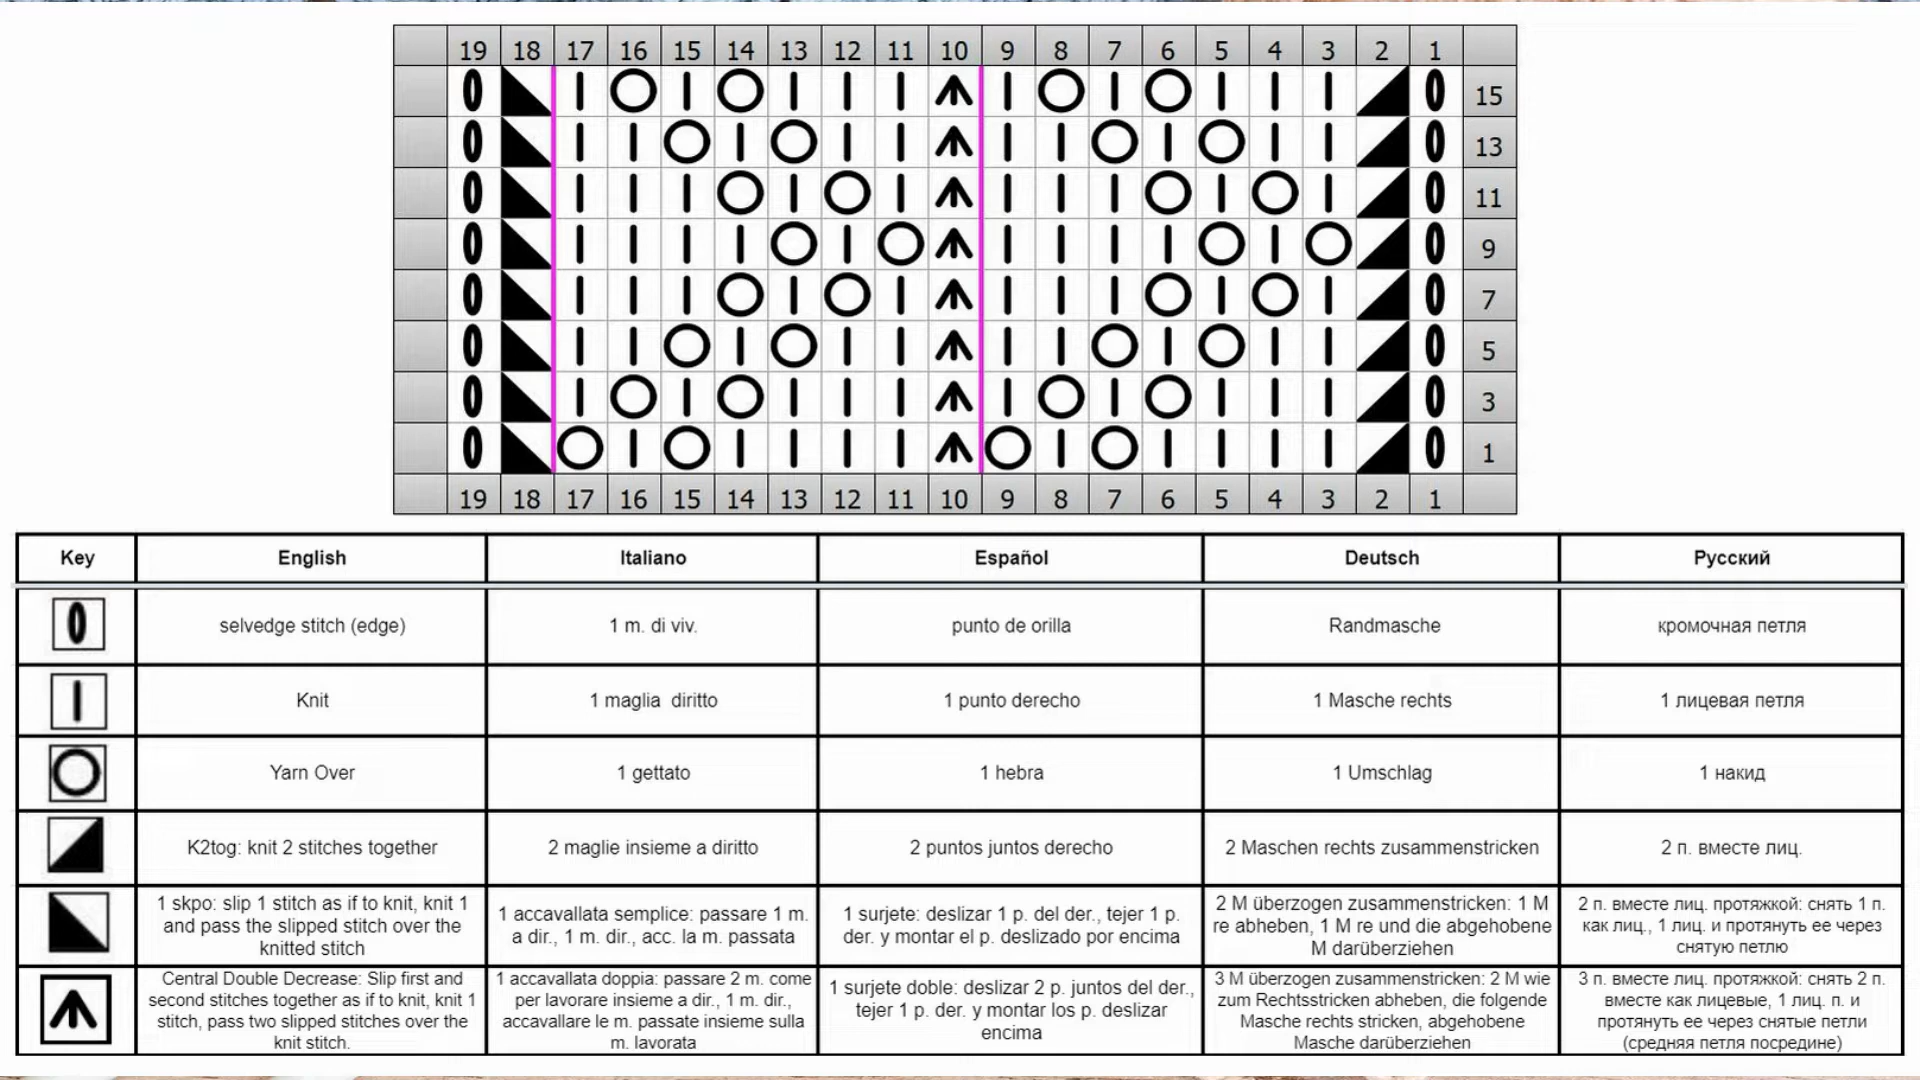 19 18 17 16 15 14 13 12 11 10 9 8 7 6 5 4 3 2 1
15
13
11
9
7
5
3
1
19 18 17 16 15 14 13 12 11 10 9 8 7 6 5 4 3 2 1
Key English Italiano Español Deutsch Русский
selvedge stitch (edge)
1 m. di viv.
punto de orilla
Randmasche
кромочная петля
Knit
1 maglia diritto
1 punto derecho
1 Masche rechts
1 лицевая петля
Yarn Over
1 gettato
1 hebra
1 Umschlag
1 накид
K2tog: knit 2 stitches together
2 maglie insieme a diritto
2 puntos juntos derecho
2 Maschen rechts zusammenstricken
2 п. вместе лиц.
1 skpo: slip 1 stitch as if to knit, knit 1
and pass the slipped stitch over the
knitted stitch
1 accavallata semplice: passare 1 m.
a dir., 1 m. dir., acc. la m. passata
1 surjete: deslizar 1 p. del der., tejer 1 p.
der. y montar el p. deslizado por encima
2 M überzogen zusammenstricken: 1 M
re abheben, 1 M re und die abgehobene
M darüberziehen
2 п. вместе лиц. протяжкой: снять 1 п.
как лиц., 1 лиц. и протянуть ее через
снятую петлю
Central Double Decrease: Slip first and
second stitches together as if to knit, knit 1
stitch, pass two slipped stitches over the
knit stitch.
1 accavallata doppia: passare 2 m. come
per lavorare insieme a dir., 1 m. dir.,
accavallare le m. passate insieme sulla
m. lavorata
1 surjete doble: deslizar 2 p. juntos del der.,
tejer 1 p. der. y montar los p. deslizar
encima
3 M überzogen zusammenstricken: 2 M wie
zum Rechtsstricken abheben, die folgende
Masche rechts stricken, abgehobene
Masche darüberziehen
3 п. вместе лиц. протяжкой: снять 2 п.
вместе как лицевые, 1 лиц. п. и
протянуть ее через снятые петли
(средняя петля посредине)